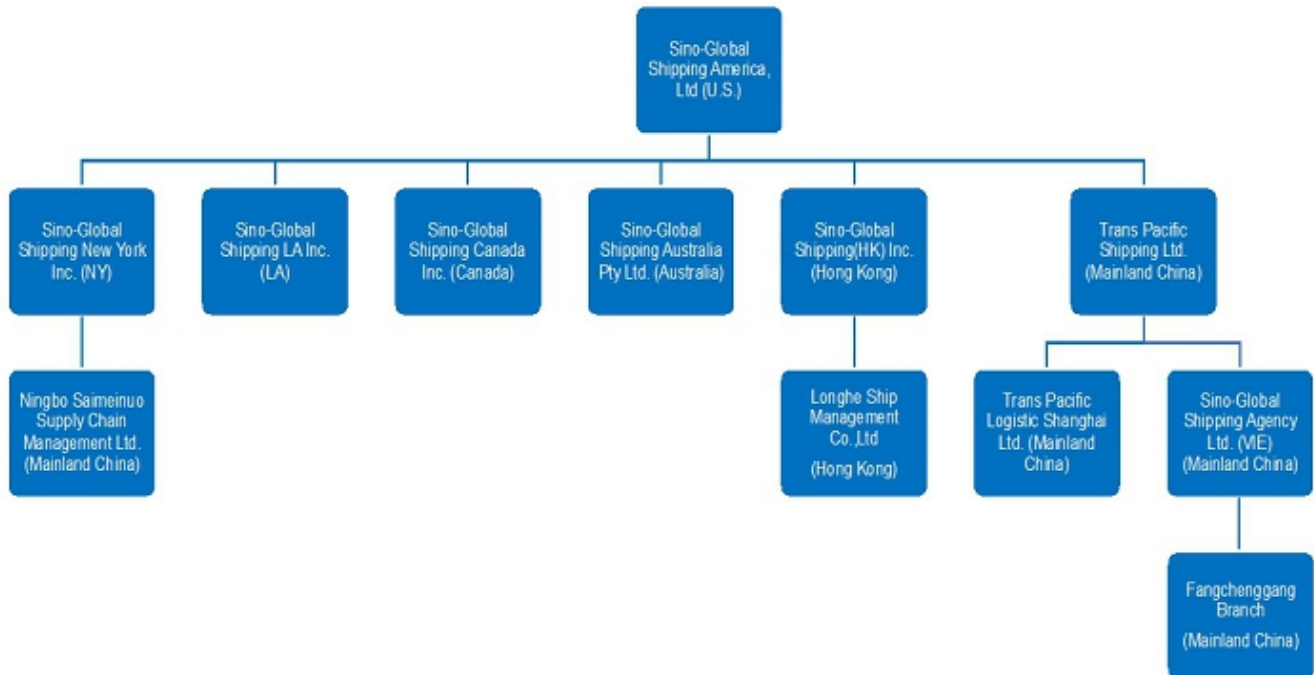 Sino-Global
Shipping America,
Ltd (U.S.)
Sino-Global
Shipping New York
Inc. (NY)
Sino-Global
Shipping LA Inc.
(LA)
Sino-Global
Shipping Canada
Inc. (Canada)
Sino-Global
Shipping Australia
Pty Ltd. (Australia)
Sino-Global
Shipping(HK) Inc.
(Hong Kong)
Trans Pacific
Shipping Ltd.
(Mainland China)
Ningbo Saimeinuo
Supply Chain
Management Ltd.
(Mainland China)
Longhe Ship
Management
Co.,Ltd
(Hong Kong)
Trans Pacific
Logistic Shanghai
Ltd. (Mainland
China)
Sino-Global
Shipping Agency
Ltd. (VIE)
(Mainland China)
Fangchenggang
Branch
(Mainland China)